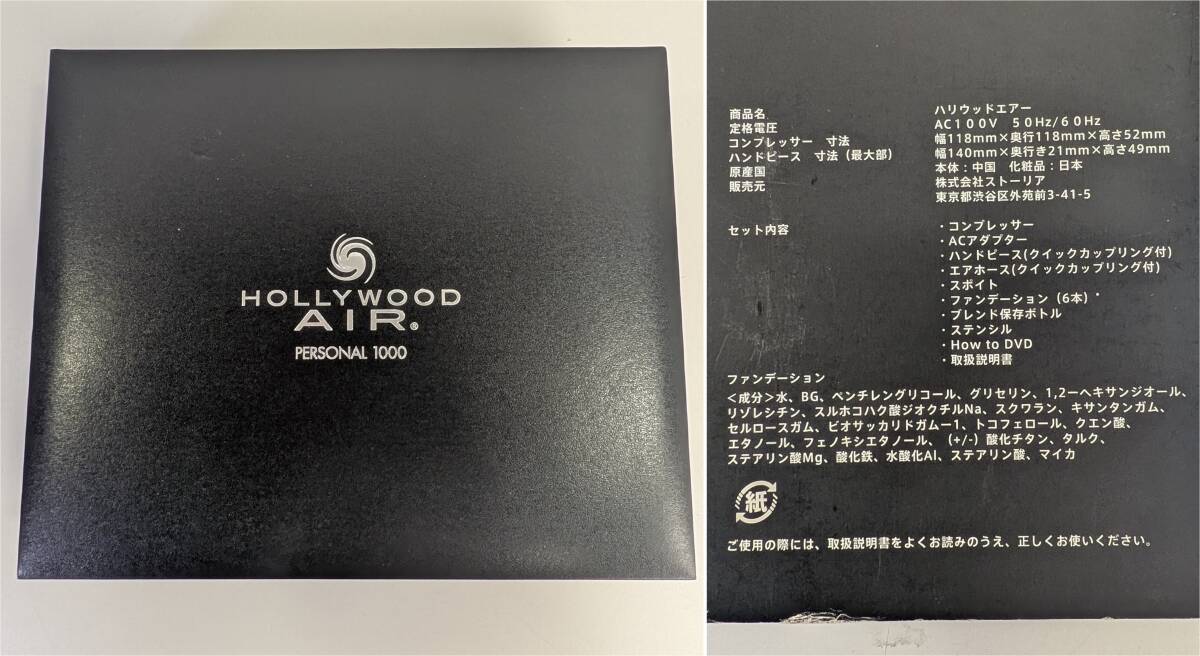 HOLLYWOOD
AIR®
PERSONAL 1000
商品名 ハリウッドエアー
定格電圧 AC100V 50Hz/60Hz
コンプレッサー 寸法 幅118mm×奥行118mm×高さ52mm
ハンドピース 寸法（最大部） 幅140mm×奥行き21mm×高さ49mm
原産国 本体：中国 化粧品：日本
販売元 株式会社ストーリア
東京都渋谷区外苑前3-41-5
セット内容 ・コンプレッサー
・ACアダプター
・ハンドピース(クイックカップリング付)
・エアホース(クイックカップリング付)
・スポイト
・ファンデーション（6本）
・ブレンド保存ボトル
・ステンシル
・How to DVD
・取扱説明書
ファンデーション
＜成分＞水、BG、ペンチレングリコール、グリセリン、1,2ーヘキサンジオール、
リゾレシチン、スルホコハク酸ジオクチルNa、スクワラン、キサンタンガム、
セルロースガム、ビオサッカリドガムー1、トコフェロール、クエン酸、
エタノール、フェノキシエタノール、（+/-）酸化チタン、タルク、
ステアリン酸Mg、酸化鉄、水酸化Al、ステアリン酸、マイカ
紙
ご使用の際には、取扱説明書をよくお読みのうえ、正しくお使いください。